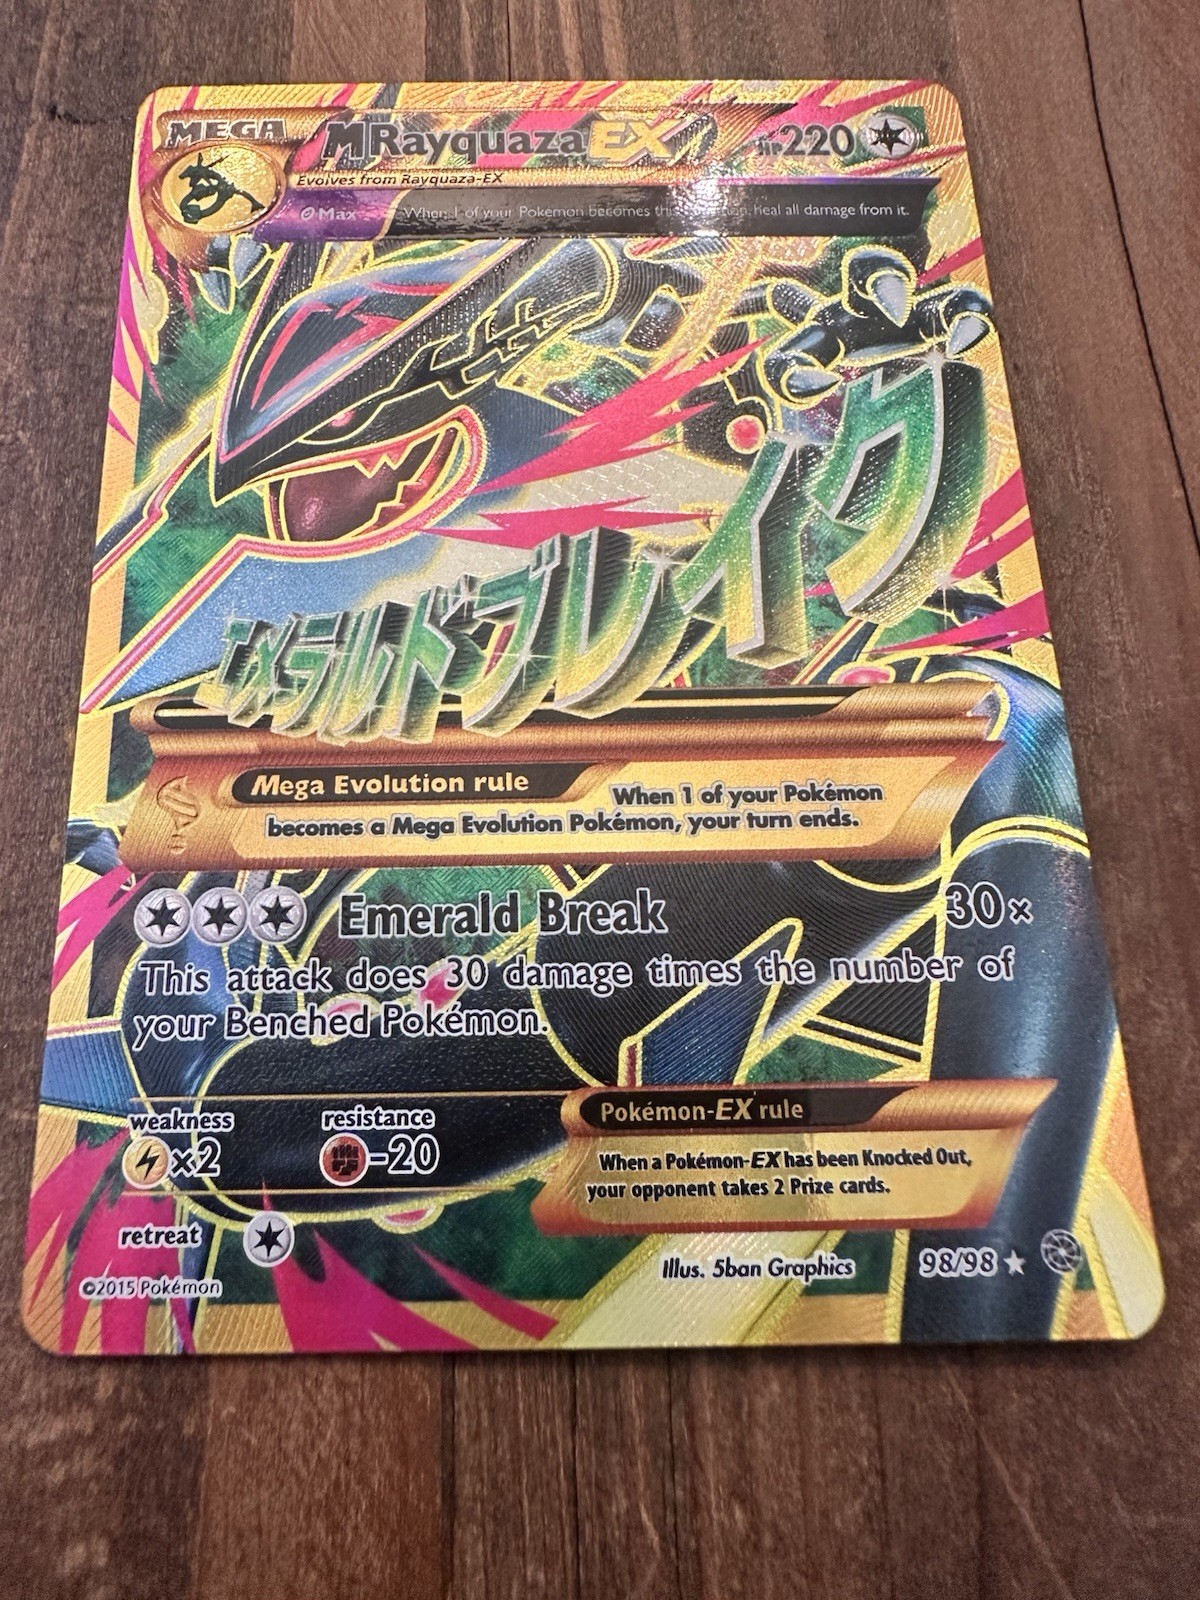 MEGA
M Rayquaza EX HP220
Evolves from Rayquaza-EX
Θ Max When 1 of your Pokémon becomes this Pokémon, heal all damage from it.
エメラルドブレイク
Mega Evolution rule
When 1 of your Pokémon
becomes a Mega Evolution Pokémon, your turn ends.
Emerald Break 30×
This attack does 30 damage times the number of
your Benched Pokémon.
weakness resistance
×2 -20
retreat
Pokémon-EX rule
When a Pokémon-EX has been Knocked Out,
your opponent takes 2 Prize cards.
©2015 Pokémon
Illus. 5ban Graphics 98/98 ★